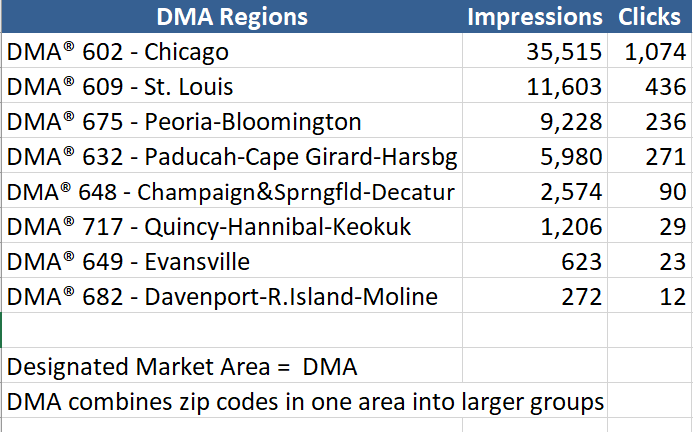 DMA Regions Impressions Clicks
DMA® 602 - Chicago 35,515 1,074
DMA® 609 - St. Louis 11,603 436
DMA® 675 - Peoria-Bloomington 9,228 236
DMA® 632 - Paducah-Cape Girard-Harsbg 5,980 271
DMA® 648 - Champaign&Sprngfld-Decatur 2,574 90
DMA® 717 - Quincy-Hannibal-Keokuk 1,206 29
DMA® 649 - Evansville 623 23
DMA® 682 - Davenport-R.Island-Moline 272 12
Designated Market Area = DMA
DMA combines zip codes in one area into larger groups